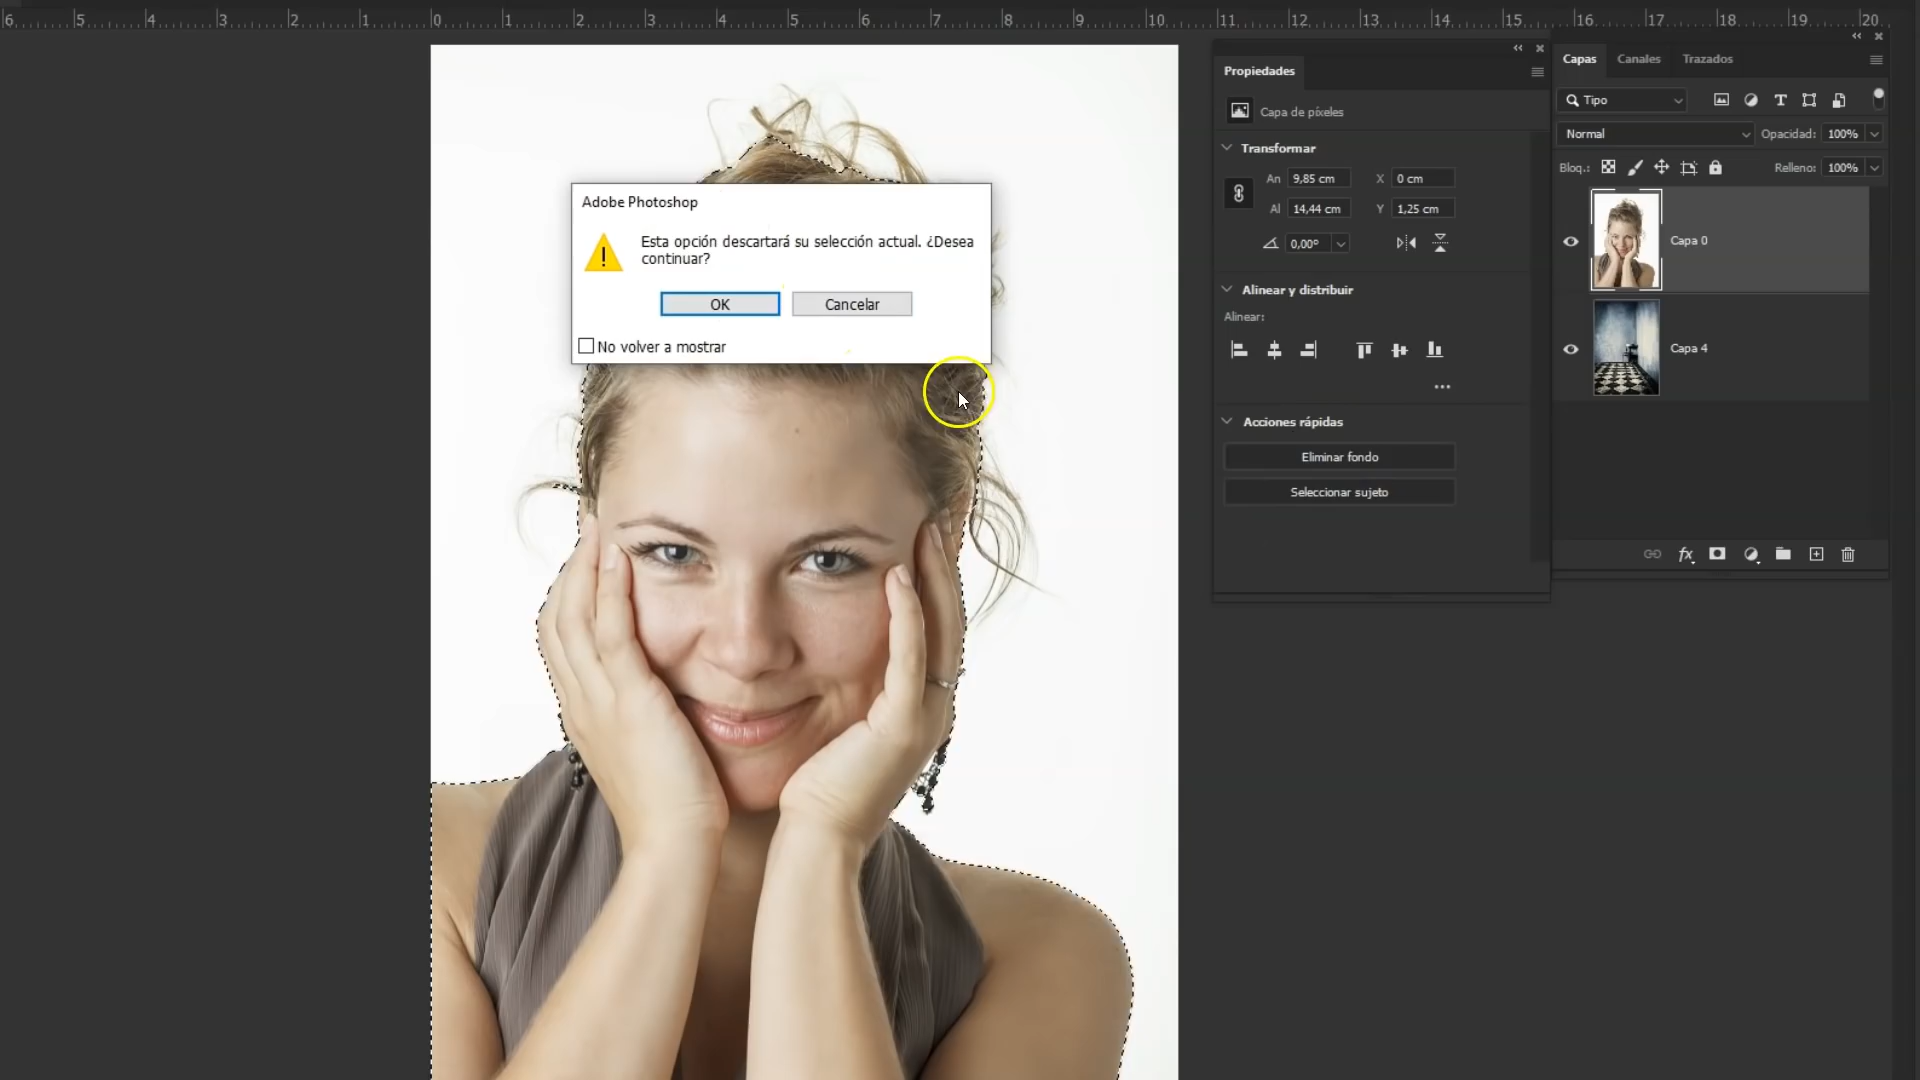 6 5 4 3 2 1 0 1 2 3 4 5 6 7 8 9 10 11 12 13 14 15 16 17 18 19 20
Propiedades
Capa de píxeles
Transformar
An 9,85 cm X 0 cm
Al 14,44 cm Y 1,25 cm
0,00°
Alinear y distribuir
Alinear:
Acciones rápidas
Eliminar fondo
Seleccionar sujeto
Capas Canales Trazados
Tipo
Normal Opacidad: 100%
Bloq.: Relleno: 100%
Capa 0
Capa 4
fx
Adobe Photoshop
Esta opción descartará su selección actual. ¿Desea
continuar?
OK Cancelar
No volver a mostrar